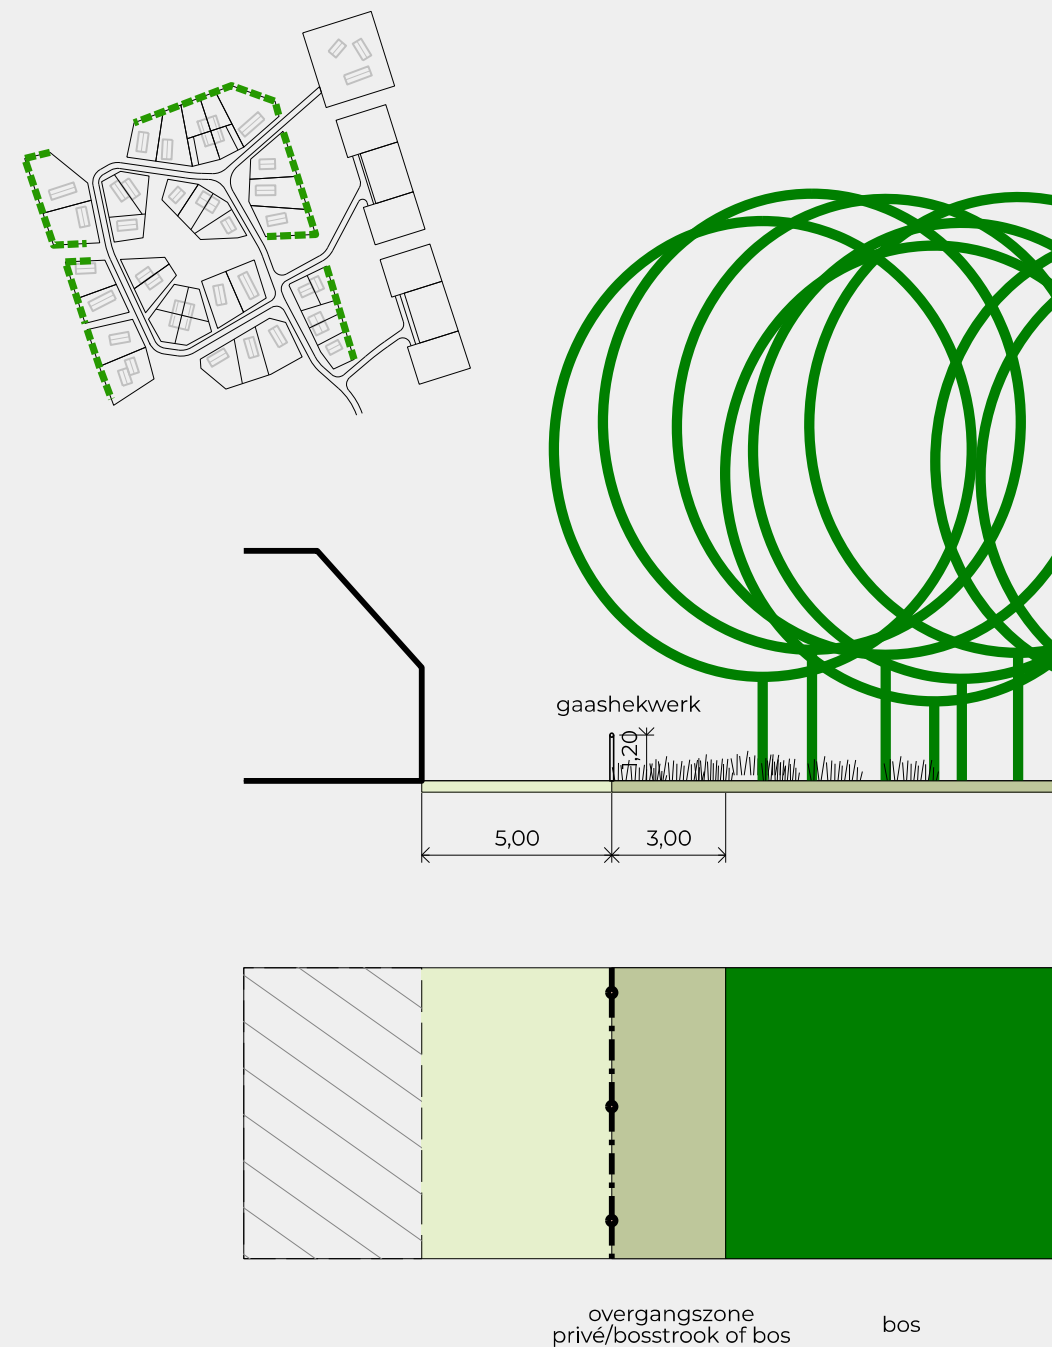 gaashekwerk
1,20
5,00
3,00
overgangszone
privé/bosstrook of bos
bos